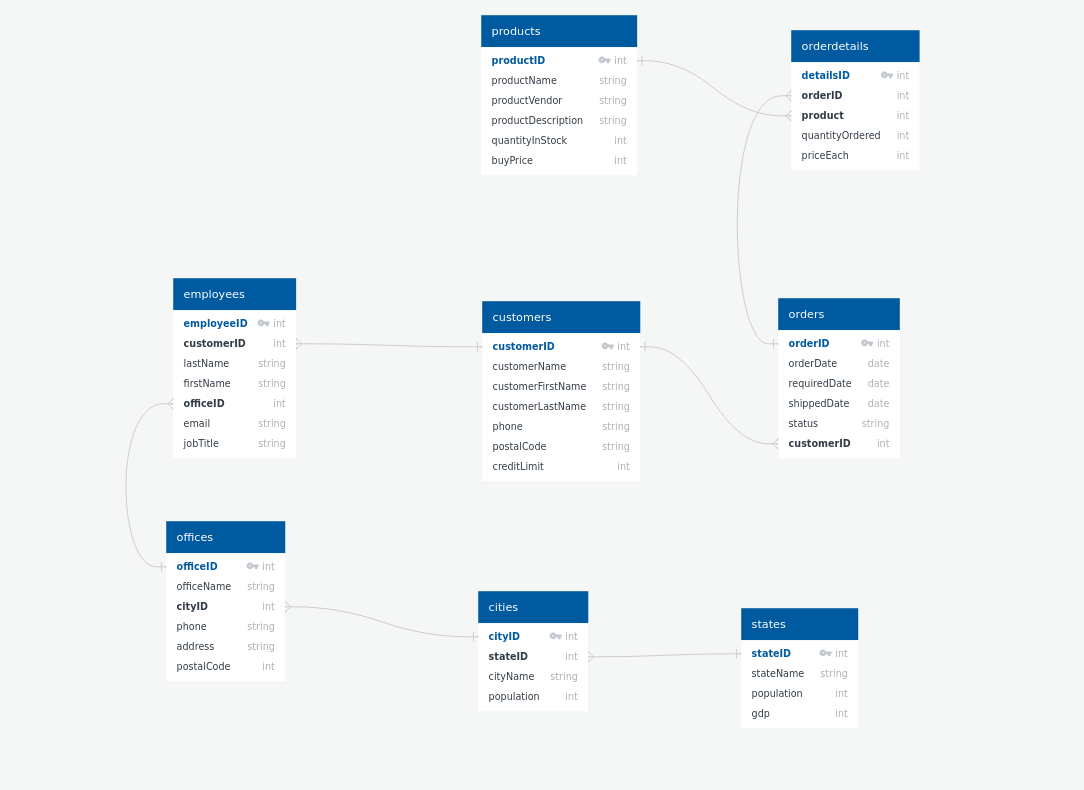 products
productID int
productName string
productVendor string
productDescription string
quantityInStock int
buyPrice int
orderdetails
detailsID int
orderID int
product int
quantityOrdered int
priceEach int
employees
employeeID int
customerID int
lastName string
firstName string
officeID int
email string
jobTitle string
customers
customerID int
customerName string
customerFirstName string
customerLastName string
phone string
postalCode string
creditLimit int
orders
orderID int
orderDate date
requiredDate date
shippedDate date
status string
customerID int
offices
officeID int
officeName string
cityID int
phone string
address string
postalCode int
cities
cityID int
stateID int
cityName string
population int
states
stateID int
stateName string
population int
gdp int